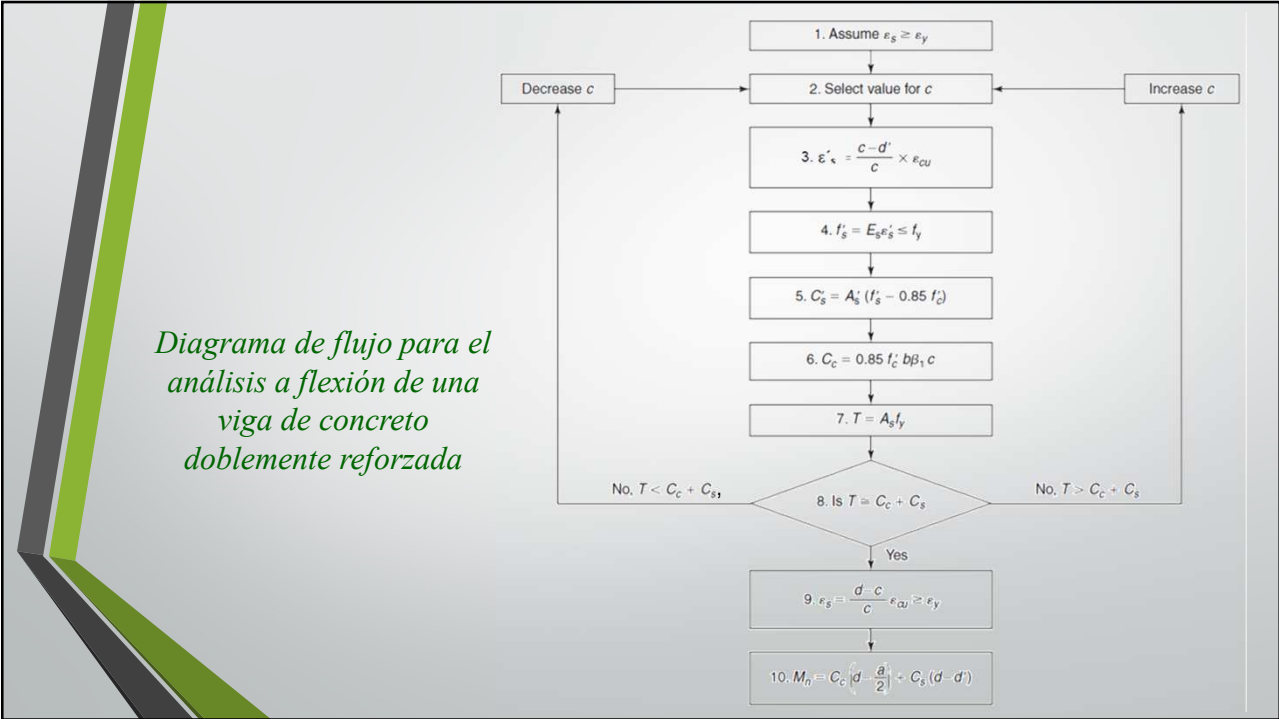 Diagrama de flujo para el
análisis a flexión de una
viga de concreto
doblemente reforzada
1. Assume εs ≥ εy
Decrease c
2. Select value for c
Increase c
3. ε´s = (c – d')/c × εcu
4. f's = Esε's ≤ fy
5. C's = A's (f's – 0.85 f'c)
6. Cc = 0.85 f'c bβ1 c
7. T = Asfy
No, T < Cc + Cs,
8. Is T ≅ Cc + Cs
No, T > Cc + Cs
Yes
9. εs = (d – c)/c εcu ≥ εy
10. Mn = Cc (d – a/2) + Cs (d – d')